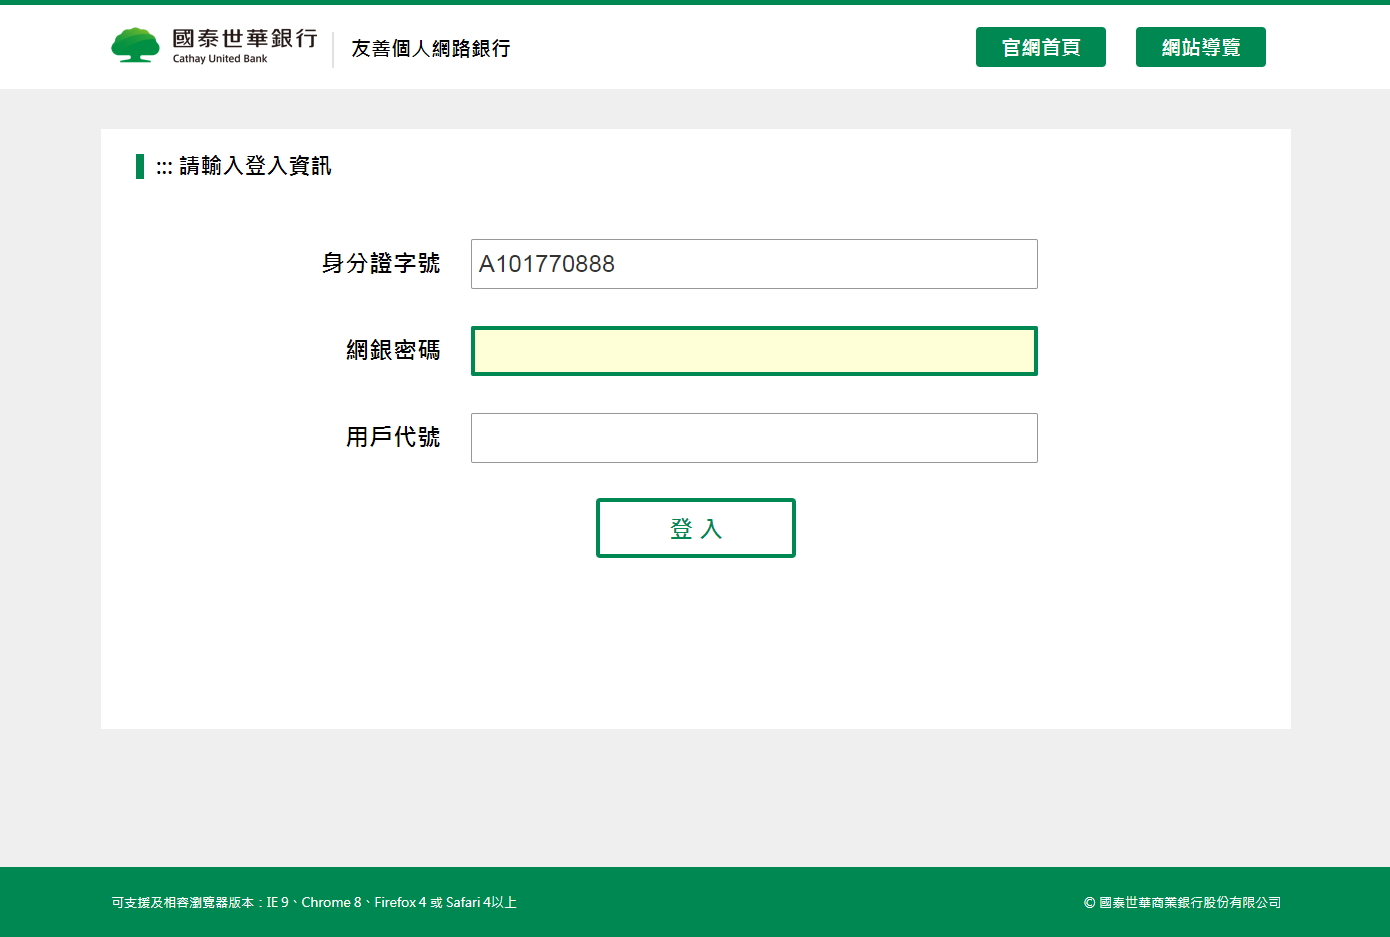 國泰世華銀行
Cathay United Bank
友善個人網路銀行
官網首頁
網站導覽
::: 請輸入登入資訊
身分證字號
A101770888
網銀密碼
用戶代號
登 入
可支援及相容瀏覽器版本：IE 9、Chrome 8、Firefox 4 或 Safari 4以上
© 國泰世華商業銀行股份有限公司